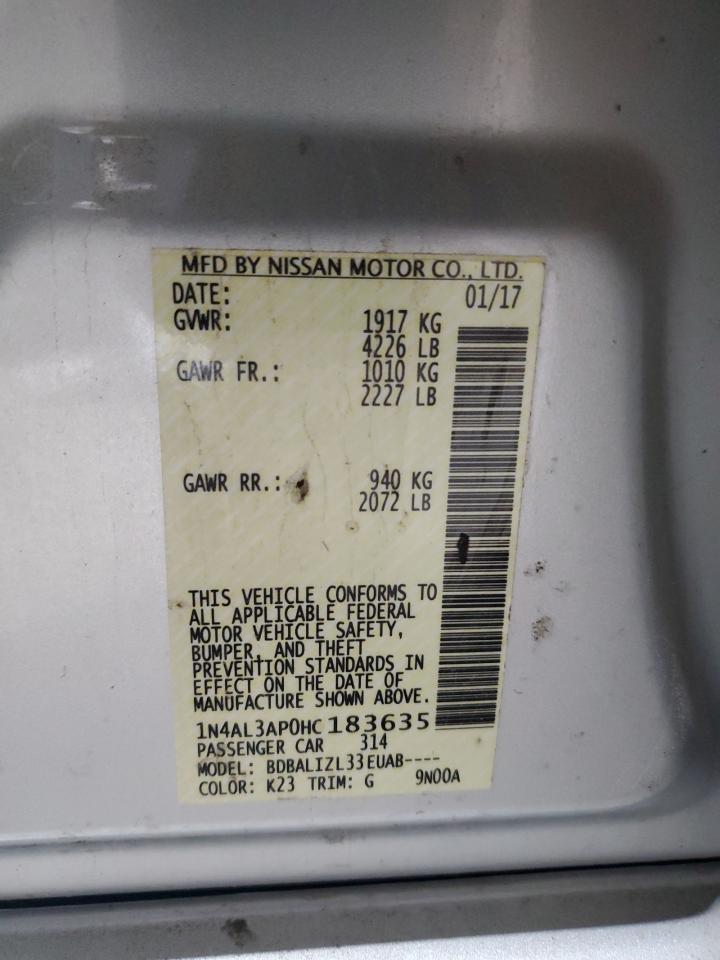 MFD BY NISSAN MOTOR CO., LTD.
DATE: 01/17
GVWR: 1917 KG
4226 LB
GAWR FR.: 1010 KG
2227 LB
GAWR RR.: 940 KG
2072 LB
THIS VEHICLE CONFORMS TO
ALL APPLICABLE FEDERAL
MOTOR VEHICLE SAFETY,
BUMPER, AND THEFT
PREVENTION STANDARDS IN
EFFECT ON THE DATE OF
MANUFACTURE SHOWN ABOVE.
1N4AL3AP0HC183635
PASSENGER CAR 314
MODEL: BDBALIZL33EUAB----
COLOR: K23 TRIM: G 9N00A